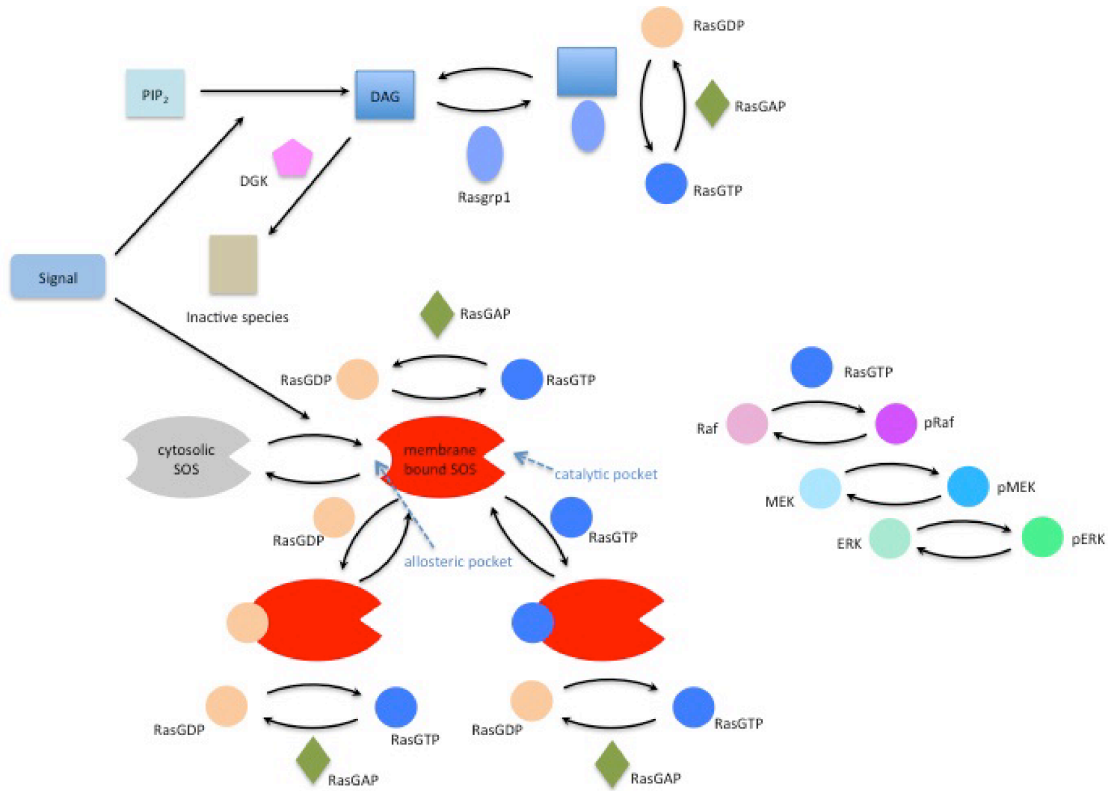 RasGDP
PIP₂
DAG
RasGAP
DGK
Rasgrp1
RasGTP
Signal
Inactive species
RasGAP
RasGDP
RasGTP
RasGTP
Raf
pRaf
cytosolic
SOS
membrane
bound SOS
catalytic pocket
MEK
pMEK
RasGDP
RasGTP
ERK
pERK
allosteric pocket
RasGDP
RasGTP
RasGDP
RasGTP
RasGAP
RasGAP